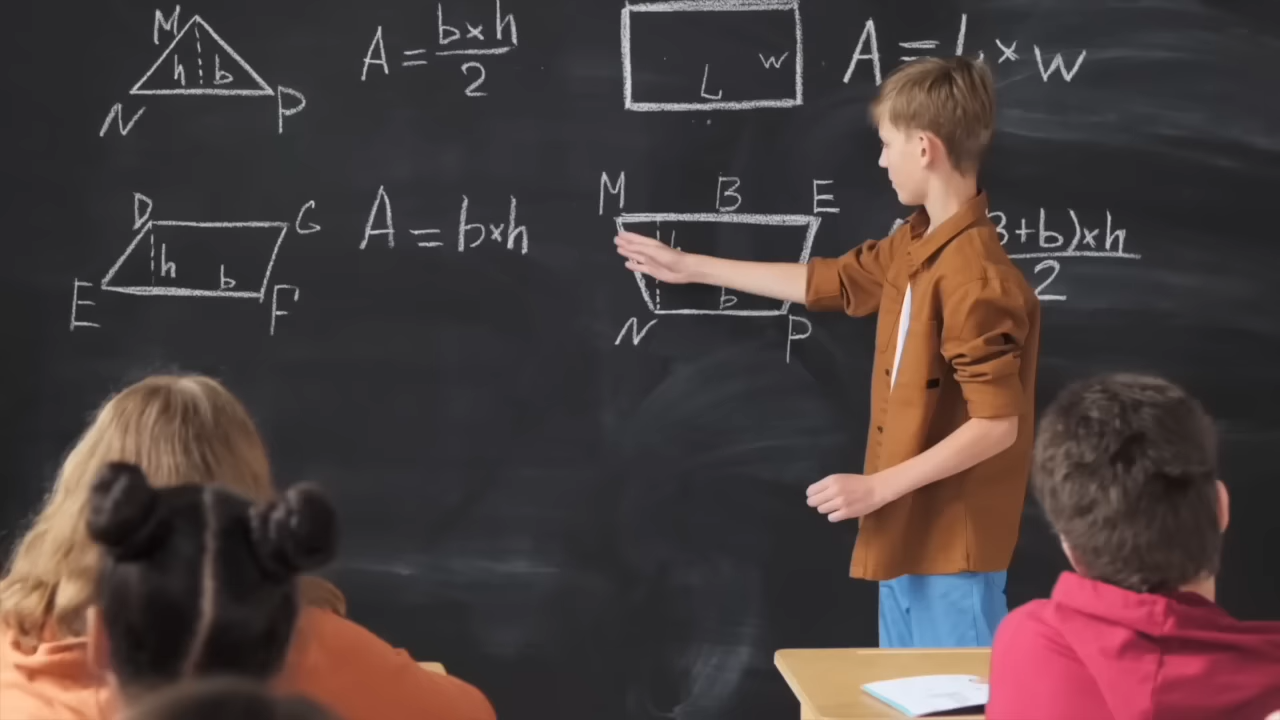 M
h b
N P
A = b×h
2
L w
A = L × w
D G
h
b
E F
A = b×h
M B E
h
b
N P
+b)×h
2